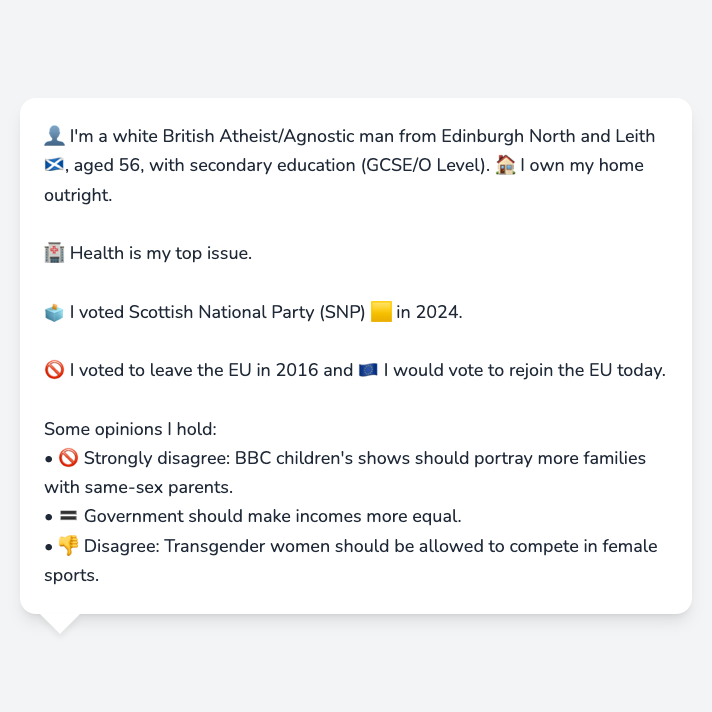 👤 I'm a white British Atheist/Agnostic man from Edinburgh North and Leith
🏴󠁧󠁢󠁳󠁣󠁴󠁿, aged 56, with secondary education (GCSE/O Level). 🏠 I own my home
outright.
🏥 Health is my top issue.
🗳️ I voted Scottish National Party (SNP) 🟨 in 2024.
🚫 I voted to leave the EU in 2016 and 🇪🇺 I would vote to rejoin the EU today.
Some opinions I hold:
• 🚫 Strongly disagree: BBC children's shows should portray more families
with same-sex parents.
• 🟰 Government should make incomes more equal.
• 👎 Disagree: Transgender women should be allowed to compete in female
sports.